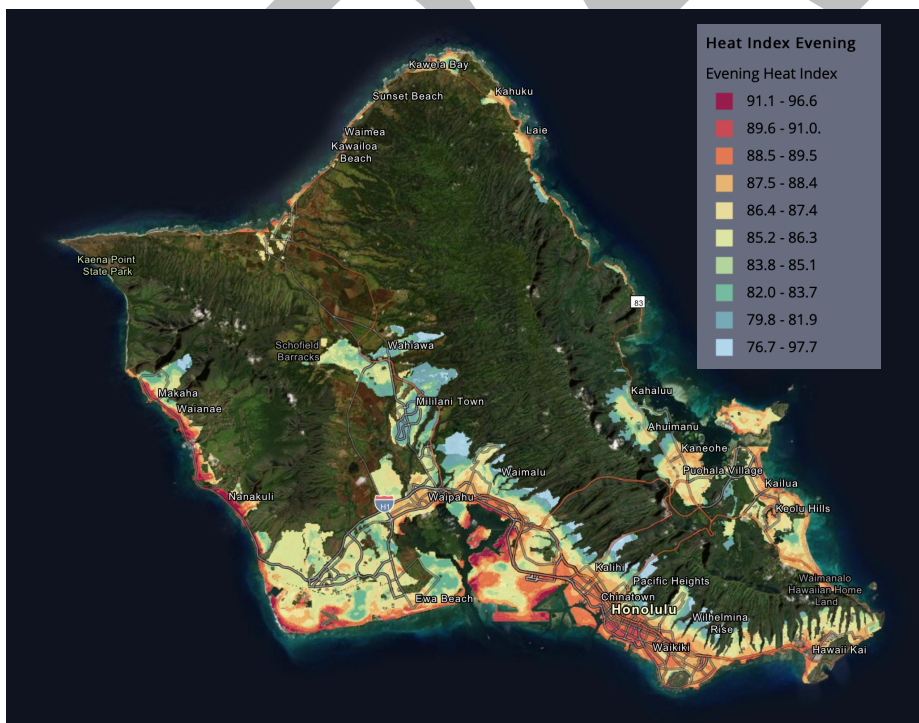 Heat Index Evening
Evening Heat Index
91.1 - 96.6
89.6 - 91.0.
88.5 - 89.5
87.5 - 88.4
86.4 - 87.4
85.2 - 86.3
83.8 - 85.1
82.0 - 83.7
79.8 - 81.9
76.7 - 97.7
Kawela Bay
Sunset Beach
Kahuku
Waimea
Laie
Kawailoa
Beach
Kaena Point
State Park
83
Schofield
Barracks
Wahiawa
Makaha
Waianae
Mililani Town
Kahaluu
Ahuimanu
Kaneohe
Puohala Village
Waimalu
Kailua
Nanakuli
Waipahu
H1
Keolu Hills
Kalihi
Pacific Heights
Waimanalo
Hawaiian Home
Land
Ewa Beach
Chinatown
Honolulu
Wilhelmina
Rise
Waikiki
Hawaii Kai